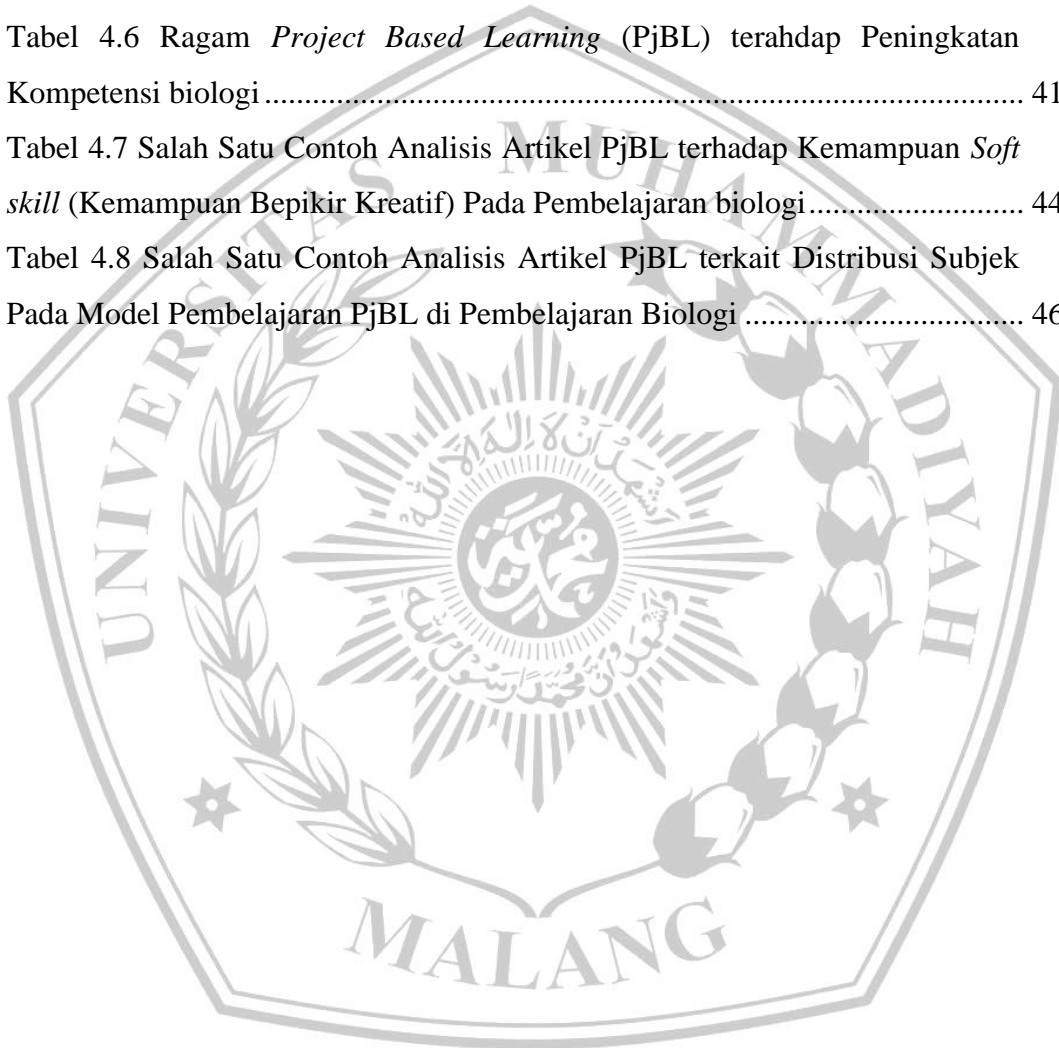 Tabel 4.6 Ragam Project Based Learning (PjBL) terahdap Peningkatan
Kompetensi biologi ............................................................................................... 41
Tabel 4.7 Salah Satu Contoh Analisis Artikel PjBL terhadap Kemampuan Soft
skill (Kemampuan Bepikir Kreatif) Pada Pembelajaran biologi ........................... 44
Tabel 4.8 Salah Satu Contoh Analisis Artikel PjBL terkait Distribusi Subjek
Pada Model Pembelajaran PjBL di Pembelajaran Biologi ................................... 46
UNIVERSITAS MUHAMMADIYAH
MALANG